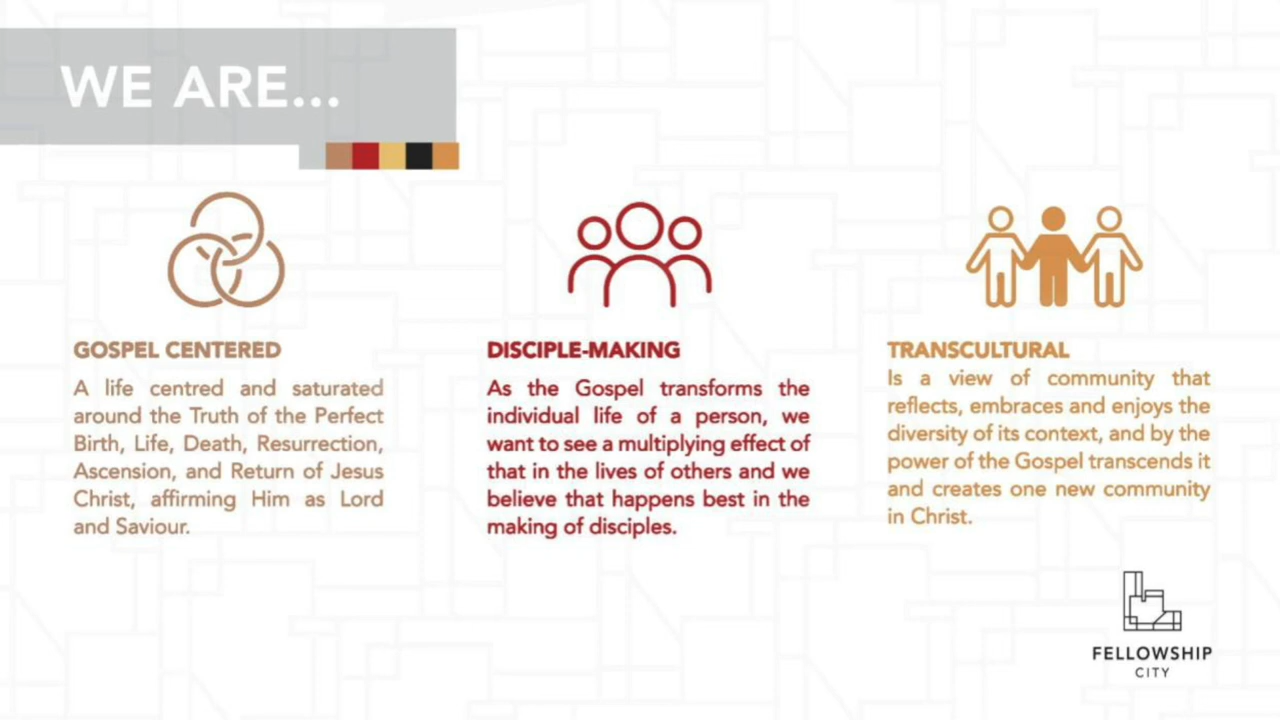 WE ARE...
GOSPEL CENTERED
A life centred and saturated
around the Truth of the Perfect
Birth, Life, Death, Resurrection,
Ascension, and Return of Jesus
Christ, affirming Him as Lord
and Saviour.
DISCIPLE-MAKING
As the Gospel transforms the
individual life of a person, we
want to see a multiplying effect of
that in the lives of others and we
believe that happens best in the
making of disciples.
TRANSCULTURAL
Is a view of community that
reflects, embraces and enjoys the
diversity of its context, and by the
power of the Gospel transcends it
and creates one new community
in Christ.
FELLOWSHIP
CITY